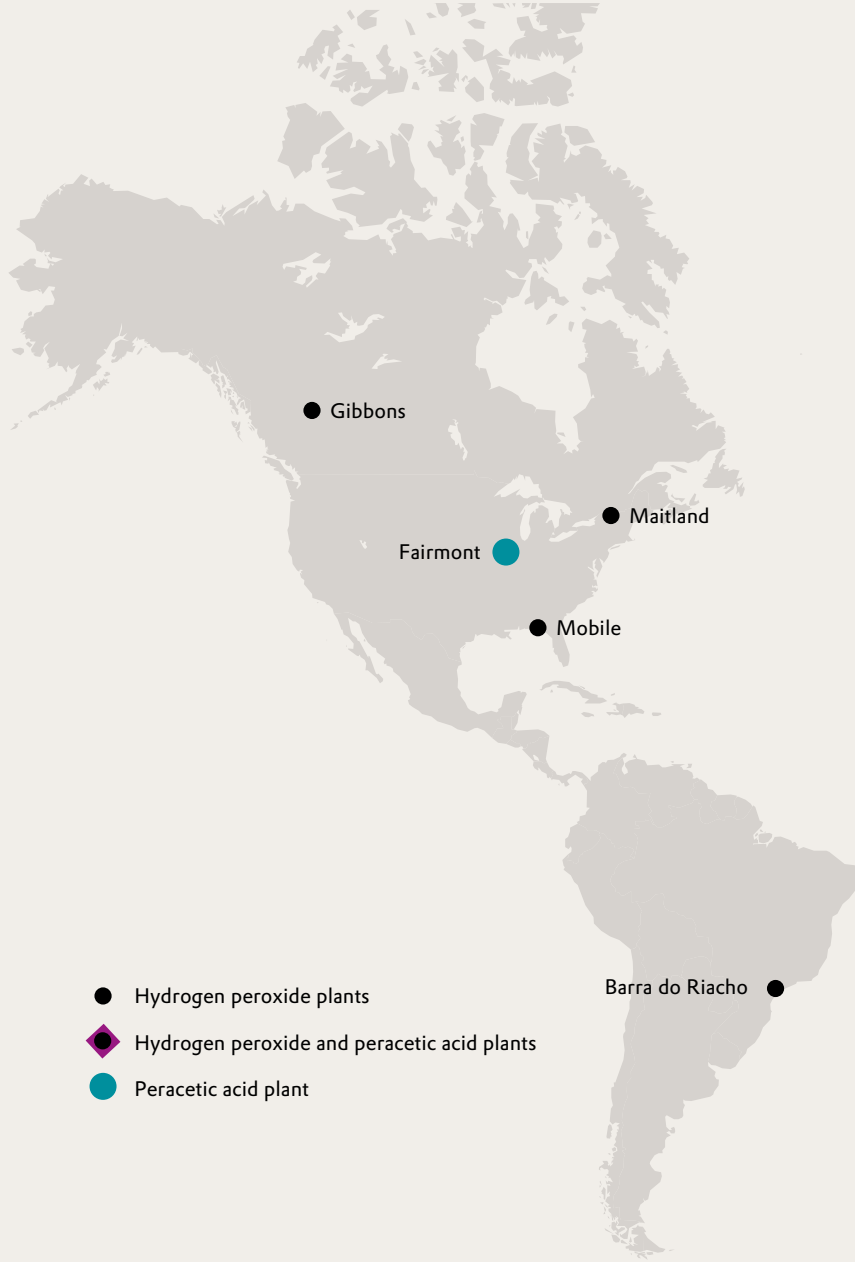 Gibbons
Maitland
Fairmont
Mobile
Barra do Riacho
Hydrogen peroxide plants
Hydrogen peroxide and peracetic acid plants
Peracetic acid plant